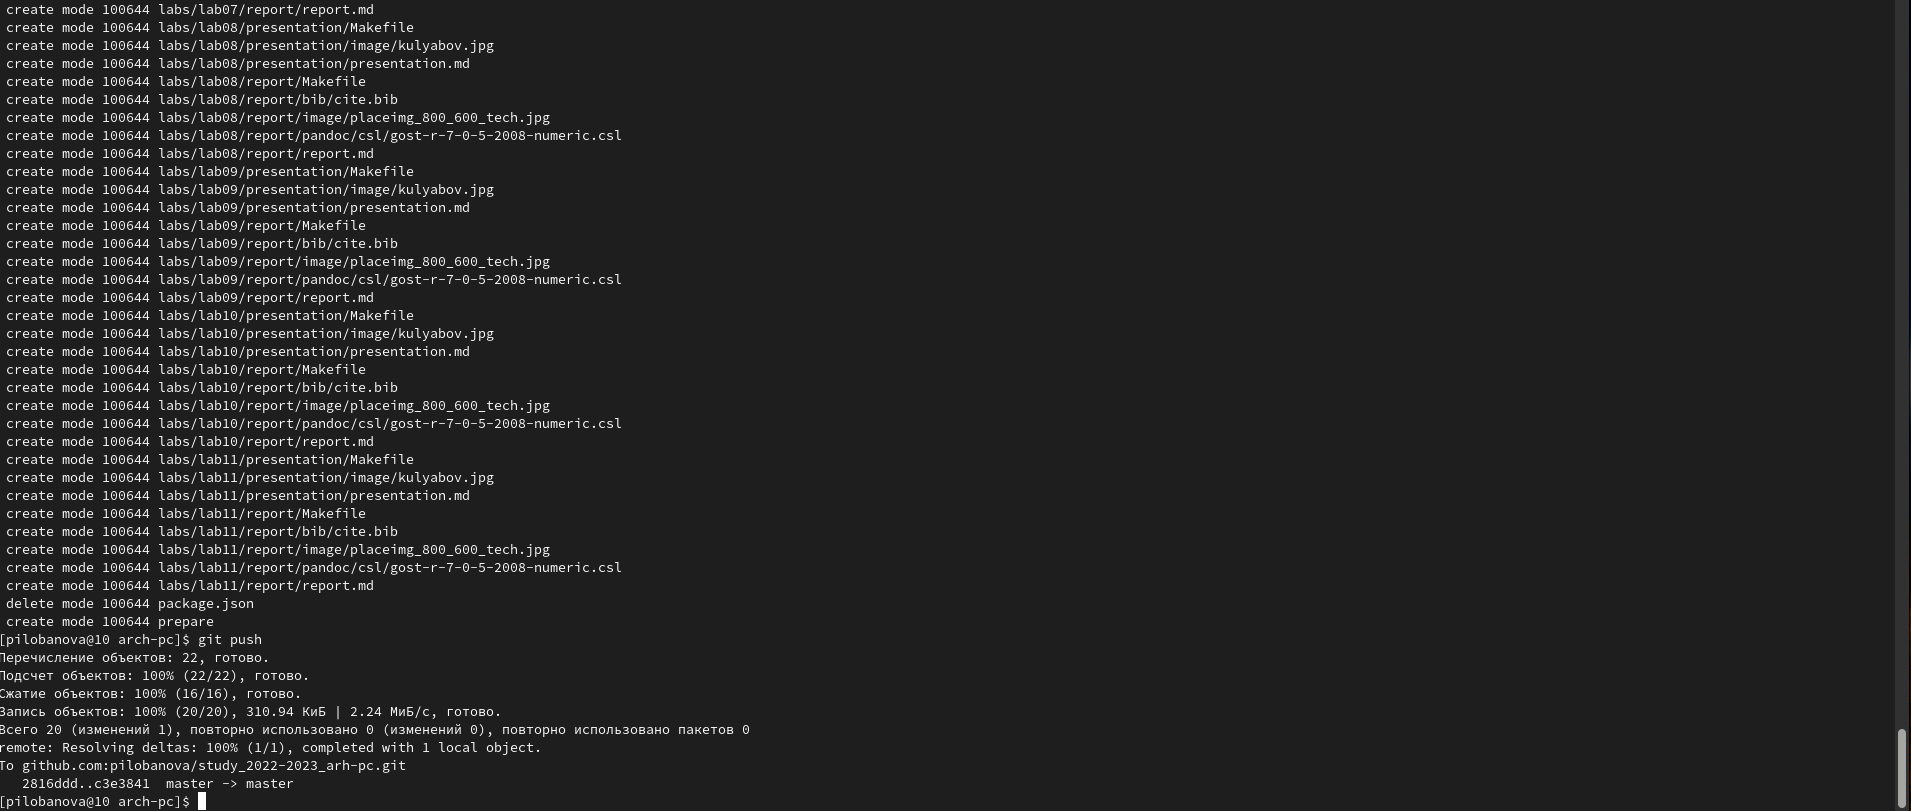 create mode 100644 labs/lab07/report/report.md
create mode 100644 labs/lab08/presentation/Makefile
create mode 100644 labs/lab08/presentation/image/kulyabov.jpg
create mode 100644 labs/lab08/presentation/presentation.md
create mode 100644 labs/lab08/report/Makefile
create mode 100644 labs/lab08/report/bib/cite.bib
create mode 100644 labs/lab08/report/image/placeimg_800_600_tech.jpg
create mode 100644 labs/lab08/report/pandoc/csl/gost-r-7-0-5-2008-numeric.csl
create mode 100644 labs/lab08/report/report.md
create mode 100644 labs/lab09/presentation/Makefile
create mode 100644 labs/lab09/presentation/image/kulyabov.jpg
create mode 100644 labs/lab09/presentation/presentation.md
create mode 100644 labs/lab09/report/Makefile
create mode 100644 labs/lab09/report/bib/cite.bib
create mode 100644 labs/lab09/report/image/placeimg_800_600_tech.jpg
create mode 100644 labs/lab09/report/pandoc/csl/gost-r-7-0-5-2008-numeric.csl
create mode 100644 labs/lab09/report/report.md
create mode 100644 labs/lab10/presentation/Makefile
create mode 100644 labs/lab10/presentation/image/kulyabov.jpg
create mode 100644 labs/lab10/presentation/presentation.md
create mode 100644 labs/lab10/report/Makefile
create mode 100644 labs/lab10/report/bib/cite.bib
create mode 100644 labs/lab10/report/image/placeimg_800_600_tech.jpg
create mode 100644 labs/lab10/report/pandoc/csl/gost-r-7-0-5-2008-numeric.csl
create mode 100644 labs/lab10/report/report.md
create mode 100644 labs/lab11/presentation/Makefile
create mode 100644 labs/lab11/presentation/image/kulyabov.jpg
create mode 100644 labs/lab11/presentation/presentation.md
create mode 100644 labs/lab11/report/Makefile
create mode 100644 labs/lab11/report/bib/cite.bib
create mode 100644 labs/lab11/report/image/placeimg_800_600_tech.jpg
create mode 100644 labs/lab11/report/pandoc/csl/gost-r-7-0-5-2008-numeric.csl
create mode 100644 labs/lab11/report/report.md
delete mode 100644 package.json
create mode 100644 prepare
[pilobanova@10 arch-pc]$ git push
Перечисление объектов: 22, готово.
Подсчет объектов: 100% (22/22), готово.
Сжатие объектов: 100% (16/16), готово.
Запись объектов: 100% (20/20), 310.94 КиБ | 2.24 МиБ/с, готово.
Всего 20 (изменений 1), повторно использовано 0 (изменений 0), повторно использовано пакетов 0
remote: Resolving deltas: 100% (1/1), completed with 1 local object.
To github.com:pilobanova/study_2022-2023_arh-pc.git
2816ddd..c3e3841 master -> master
[pilobanova@10 arch-pc]$